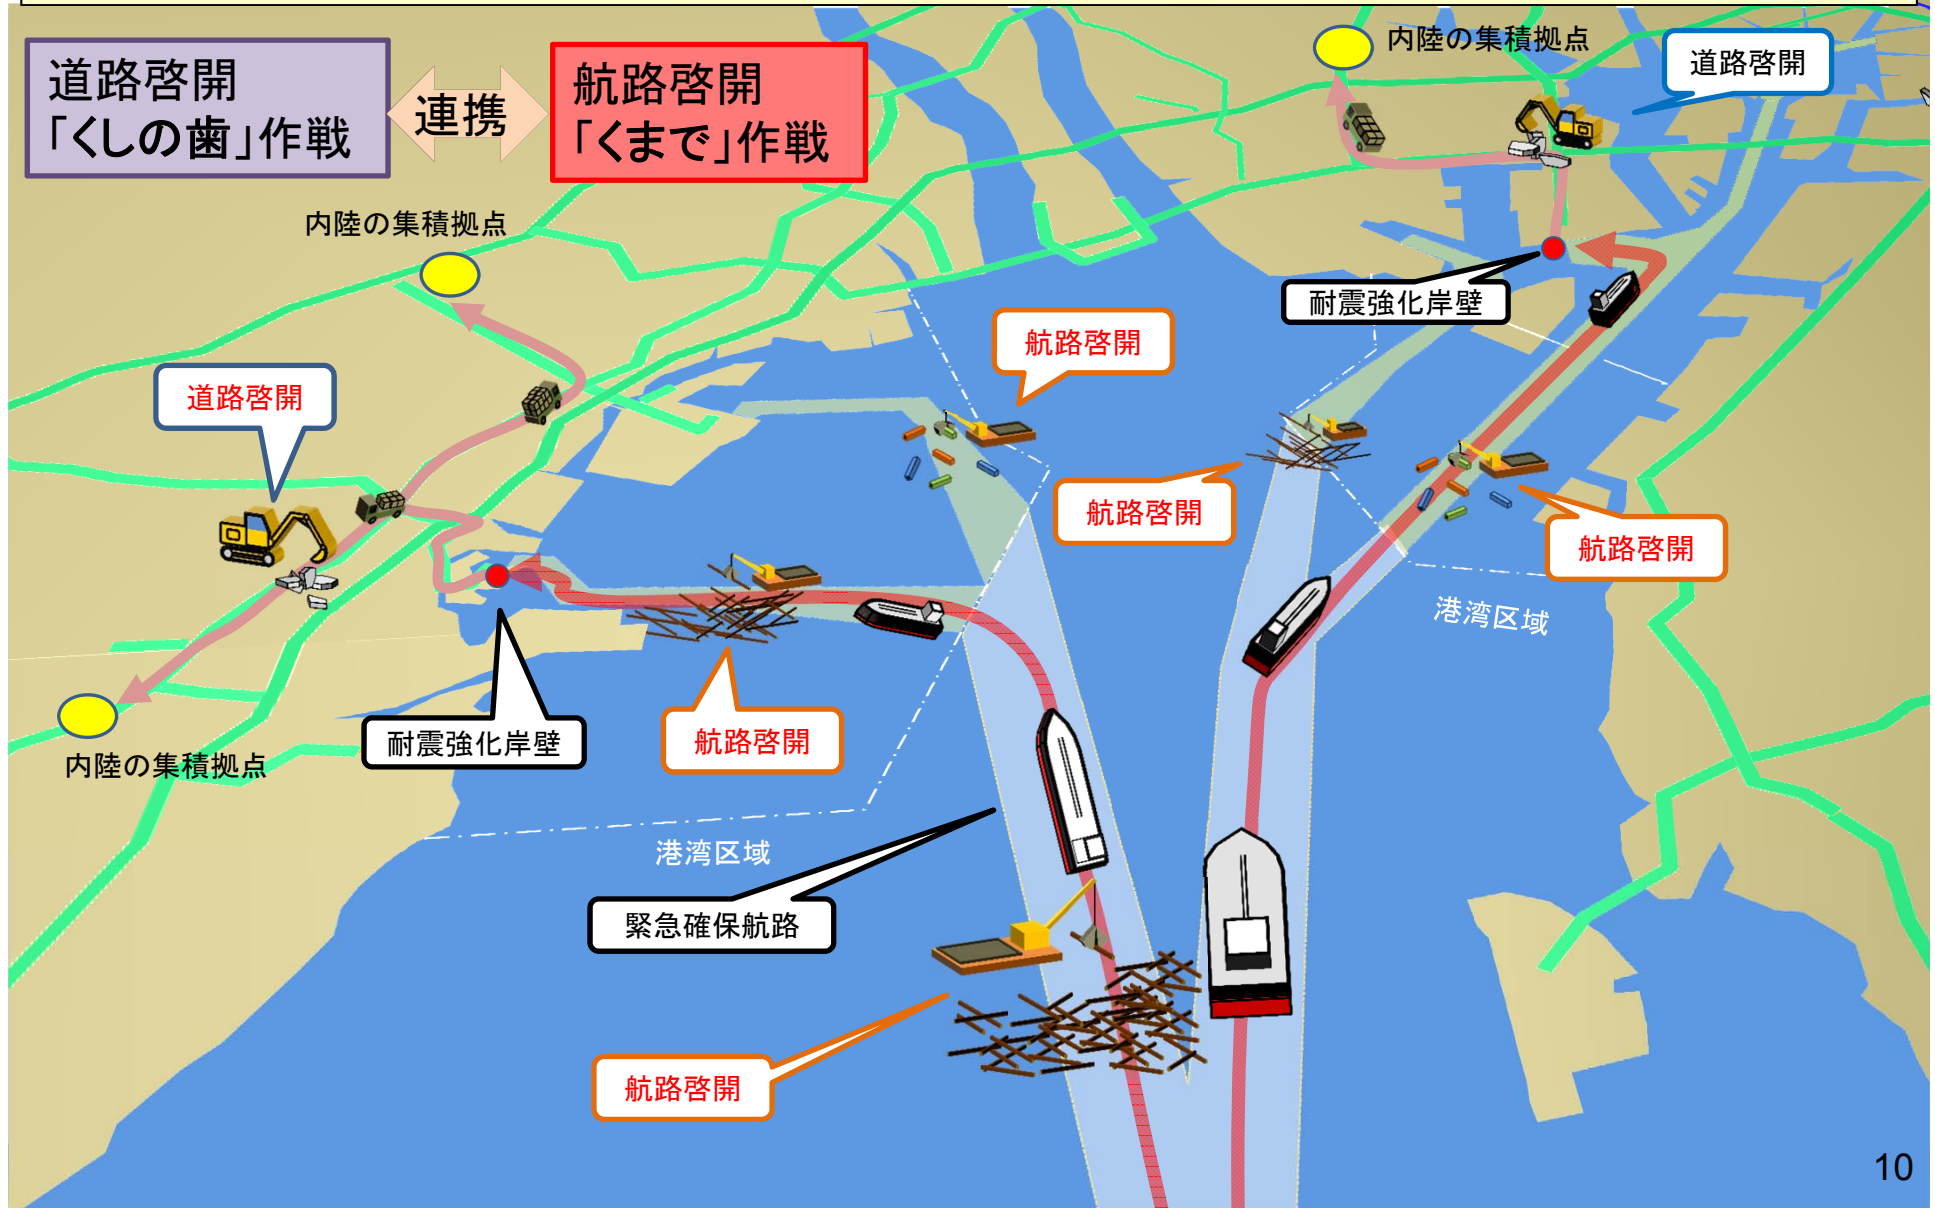 道路啓開
「くしの歯」作戦
連携
航路啓開
「くまで」作戦
内陸の集積拠点
道路啓開
内陸の集積拠点
耐震強化岸壁
航路啓開
道路啓開
航路啓開
航路啓開
港湾区域
耐震強化岸壁
航路啓開
内陸の集積拠点
港湾区域
緊急確保航路
航路啓開
10